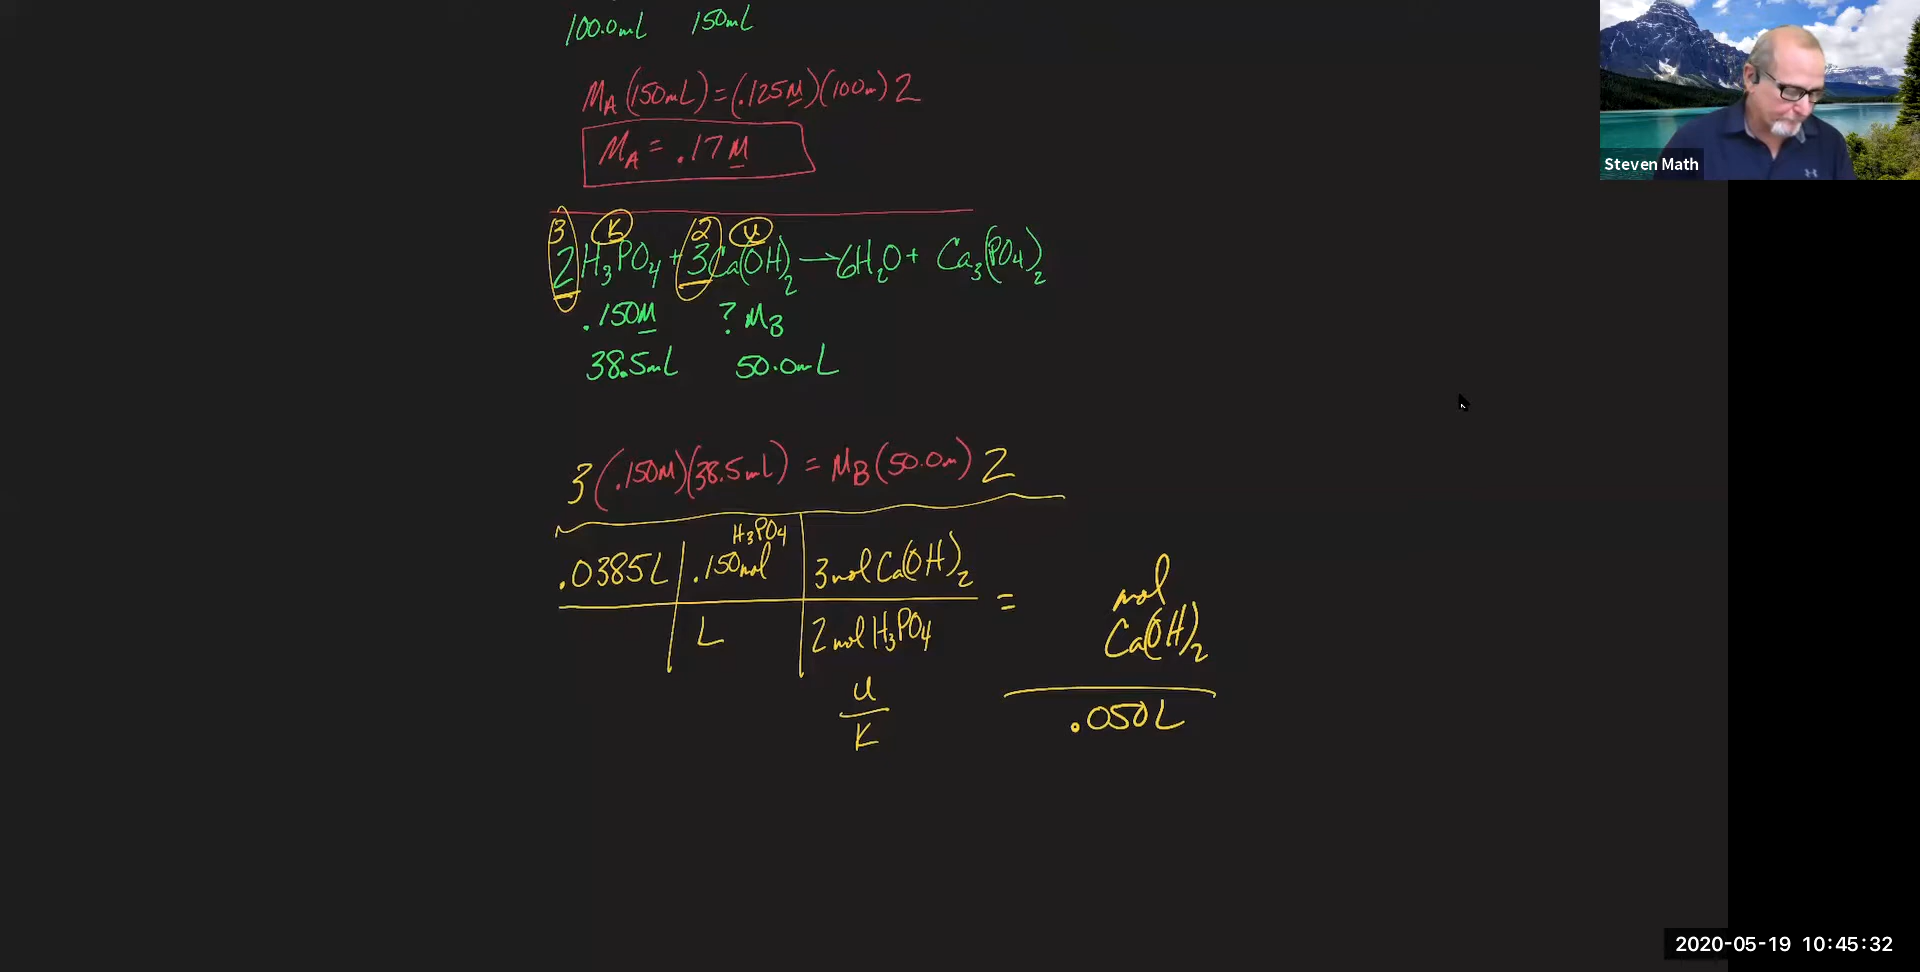 100.0mL 150mL
MA(150mL)=(.125M)(100m)2
MA = .17M
3 K 2 U
2H3PO4 + 3Ca(OH)2 → 6H2O + Ca3(PO4)2
.150M ? MB
38.5mL 50.0mL
3(.150M)(38.5mL) = MB(50.0m)2
H3PO4
.0385L .150mol 3molCa(OH)2
L 2molH3PO4
=
mol
Ca(OH)2
.050L
U
K
Steven Math
2020-05-19 10:45:32